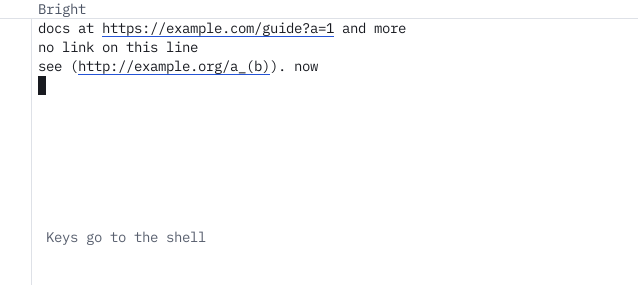 Bright
docs at https://example.com/guide?a=1 and more
no link on this line
see (http://example.org/a_(b)). now
Keys go to the shell